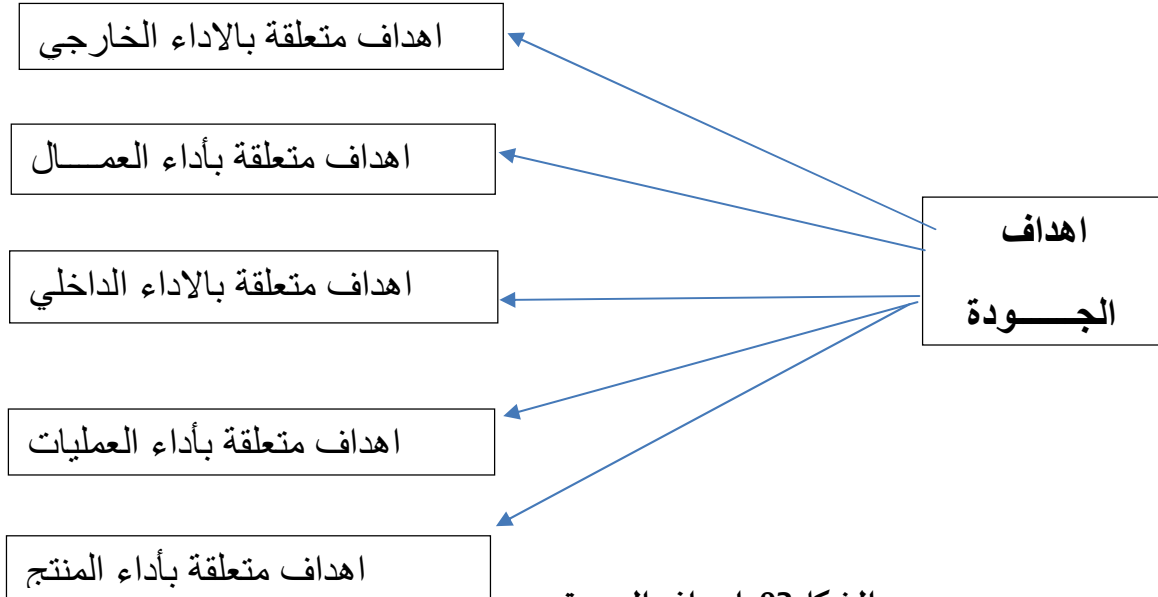 اهداف متعلقة بالاداء الخارجي
اهداف متعلقة بأداء العمـــال
اهداف
الجــــــودة
اهداف متعلقة بالاداء الداخلي
اهداف متعلقة بأداء العمليات
اهداف متعلقة بأداء المنتج